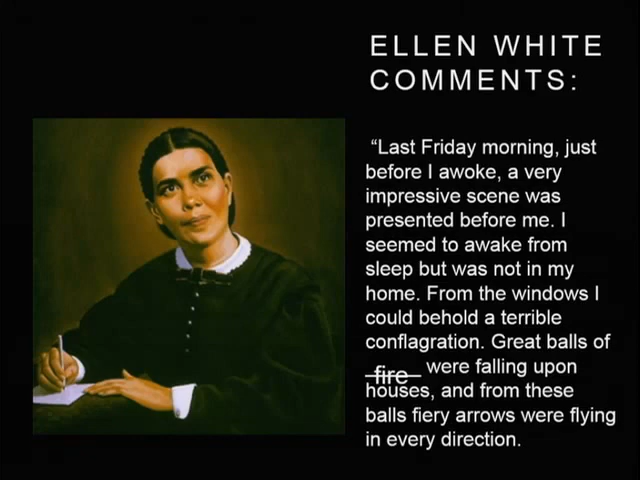 ELLEN WHITE
COMMENTS:
“Last Friday morning, just
before I awoke, a very
impressive scene was
presented before me. I
seemed to awake from
sleep but was not in my
home. From the windows I
could behold a terrible
conflagration. Great balls of
fire were falling upon
houses, and from these
balls fiery arrows were flying
in every direction.